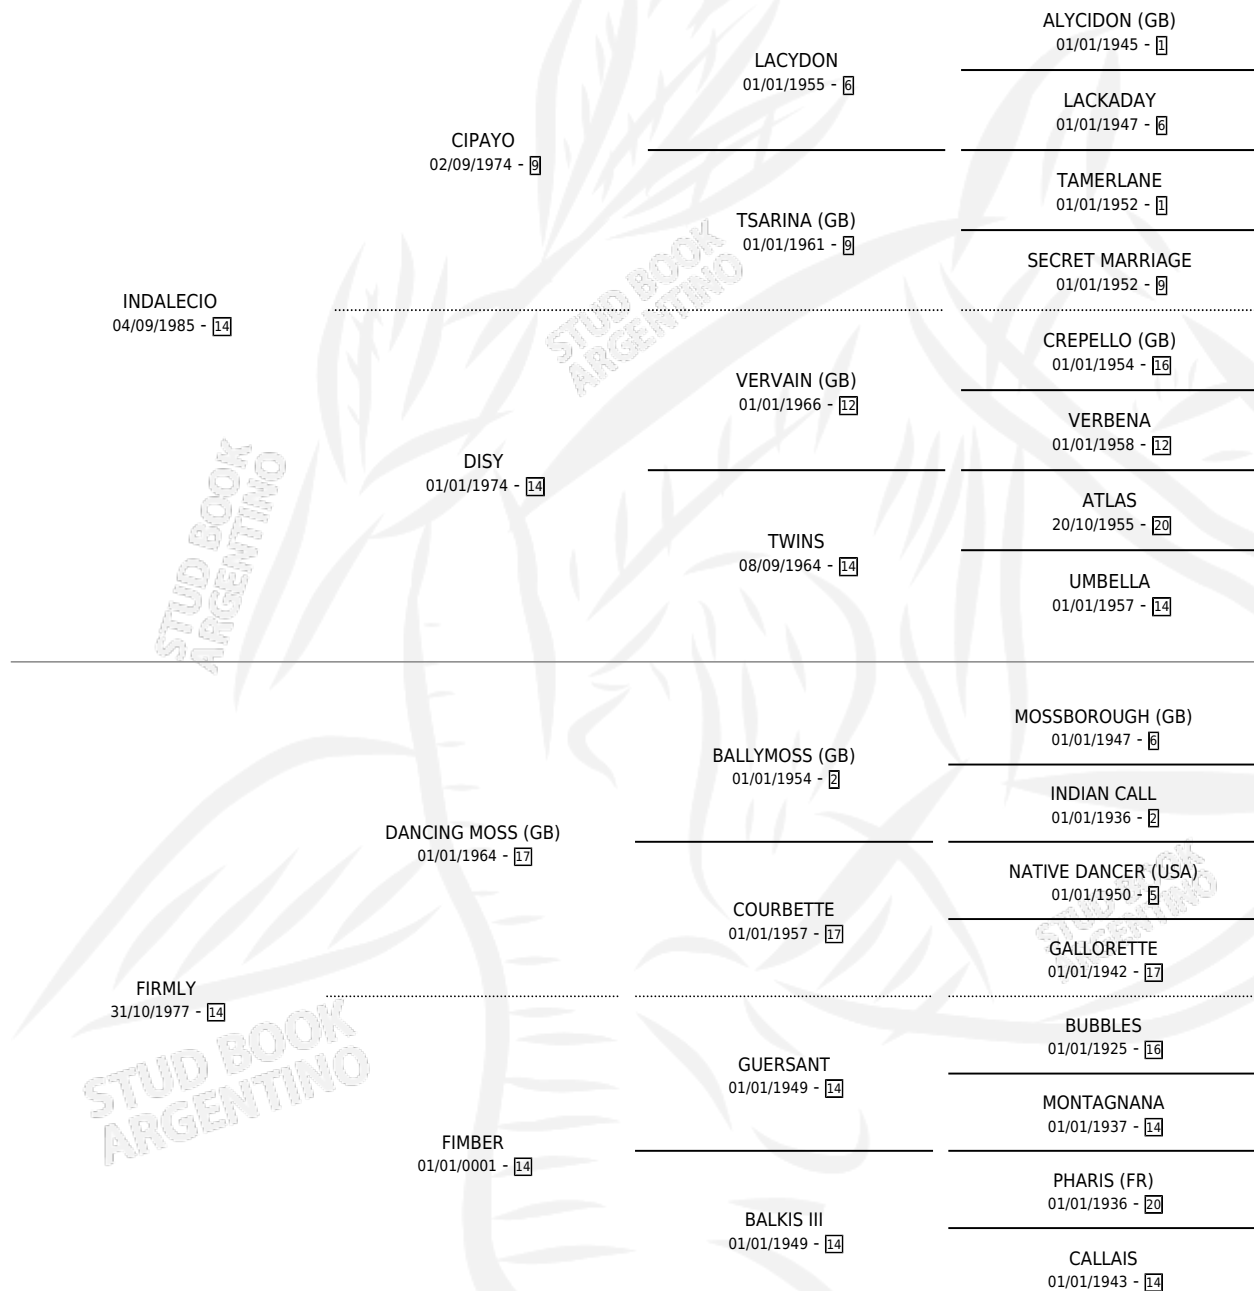 INDALECIO
04/09/1985 - 14
CIPAYO
02/09/1974 - 9
LACYDON
01/01/1955 - 6
ALYCIDON (GB)
01/01/1945 - 1
LACKADAY
01/01/1947 - 6
TSARINA (GB)
01/01/1961 - 9
TAMERLANE
01/01/1952 - 1
SECRET MARRIAGE
01/01/1952 - 9
DISY
01/01/1974 - 14
VERVAIN (GB)
01/01/1966 - 12
CREPELLO (GB)
01/01/1954 - 16
VERBENA
01/01/1958 - 12
TWINS
08/09/1964 - 14
ATLAS
20/10/1955 - 20
UMBELLA
01/01/1957 - 14
FIRMLY
31/10/1977 - 14
DANCING MOSS (GB)
01/01/1964 - 17
BALLYMOSS (GB)
01/01/1954 - 2
MOSSBOROUGH (GB)
01/01/1947 - 6
INDIAN CALL
01/01/1936 - 2
COURBETTE
01/01/1957 - 17
NATIVE DANCER (USA)
01/01/1950 - 5
GALLORETTE
01/01/1942 - 17
FIMBER
01/01/0001 - 14
GUERSANT
01/01/1949 - 14
BUBBLES
01/01/1925 - 16
MONTAGNANA
01/01/1937 - 14
BALKIS III
01/01/1949 - 14
PHARIS (FR)
01/01/1936 - 20
CALLAIS
01/01/1943 - 14
STUD BOOK
ARGENTINO
STUD BOOK
ARGENTINO
STUD BOOK
ARGENTINO
STUD BOOK
ARGENTINO